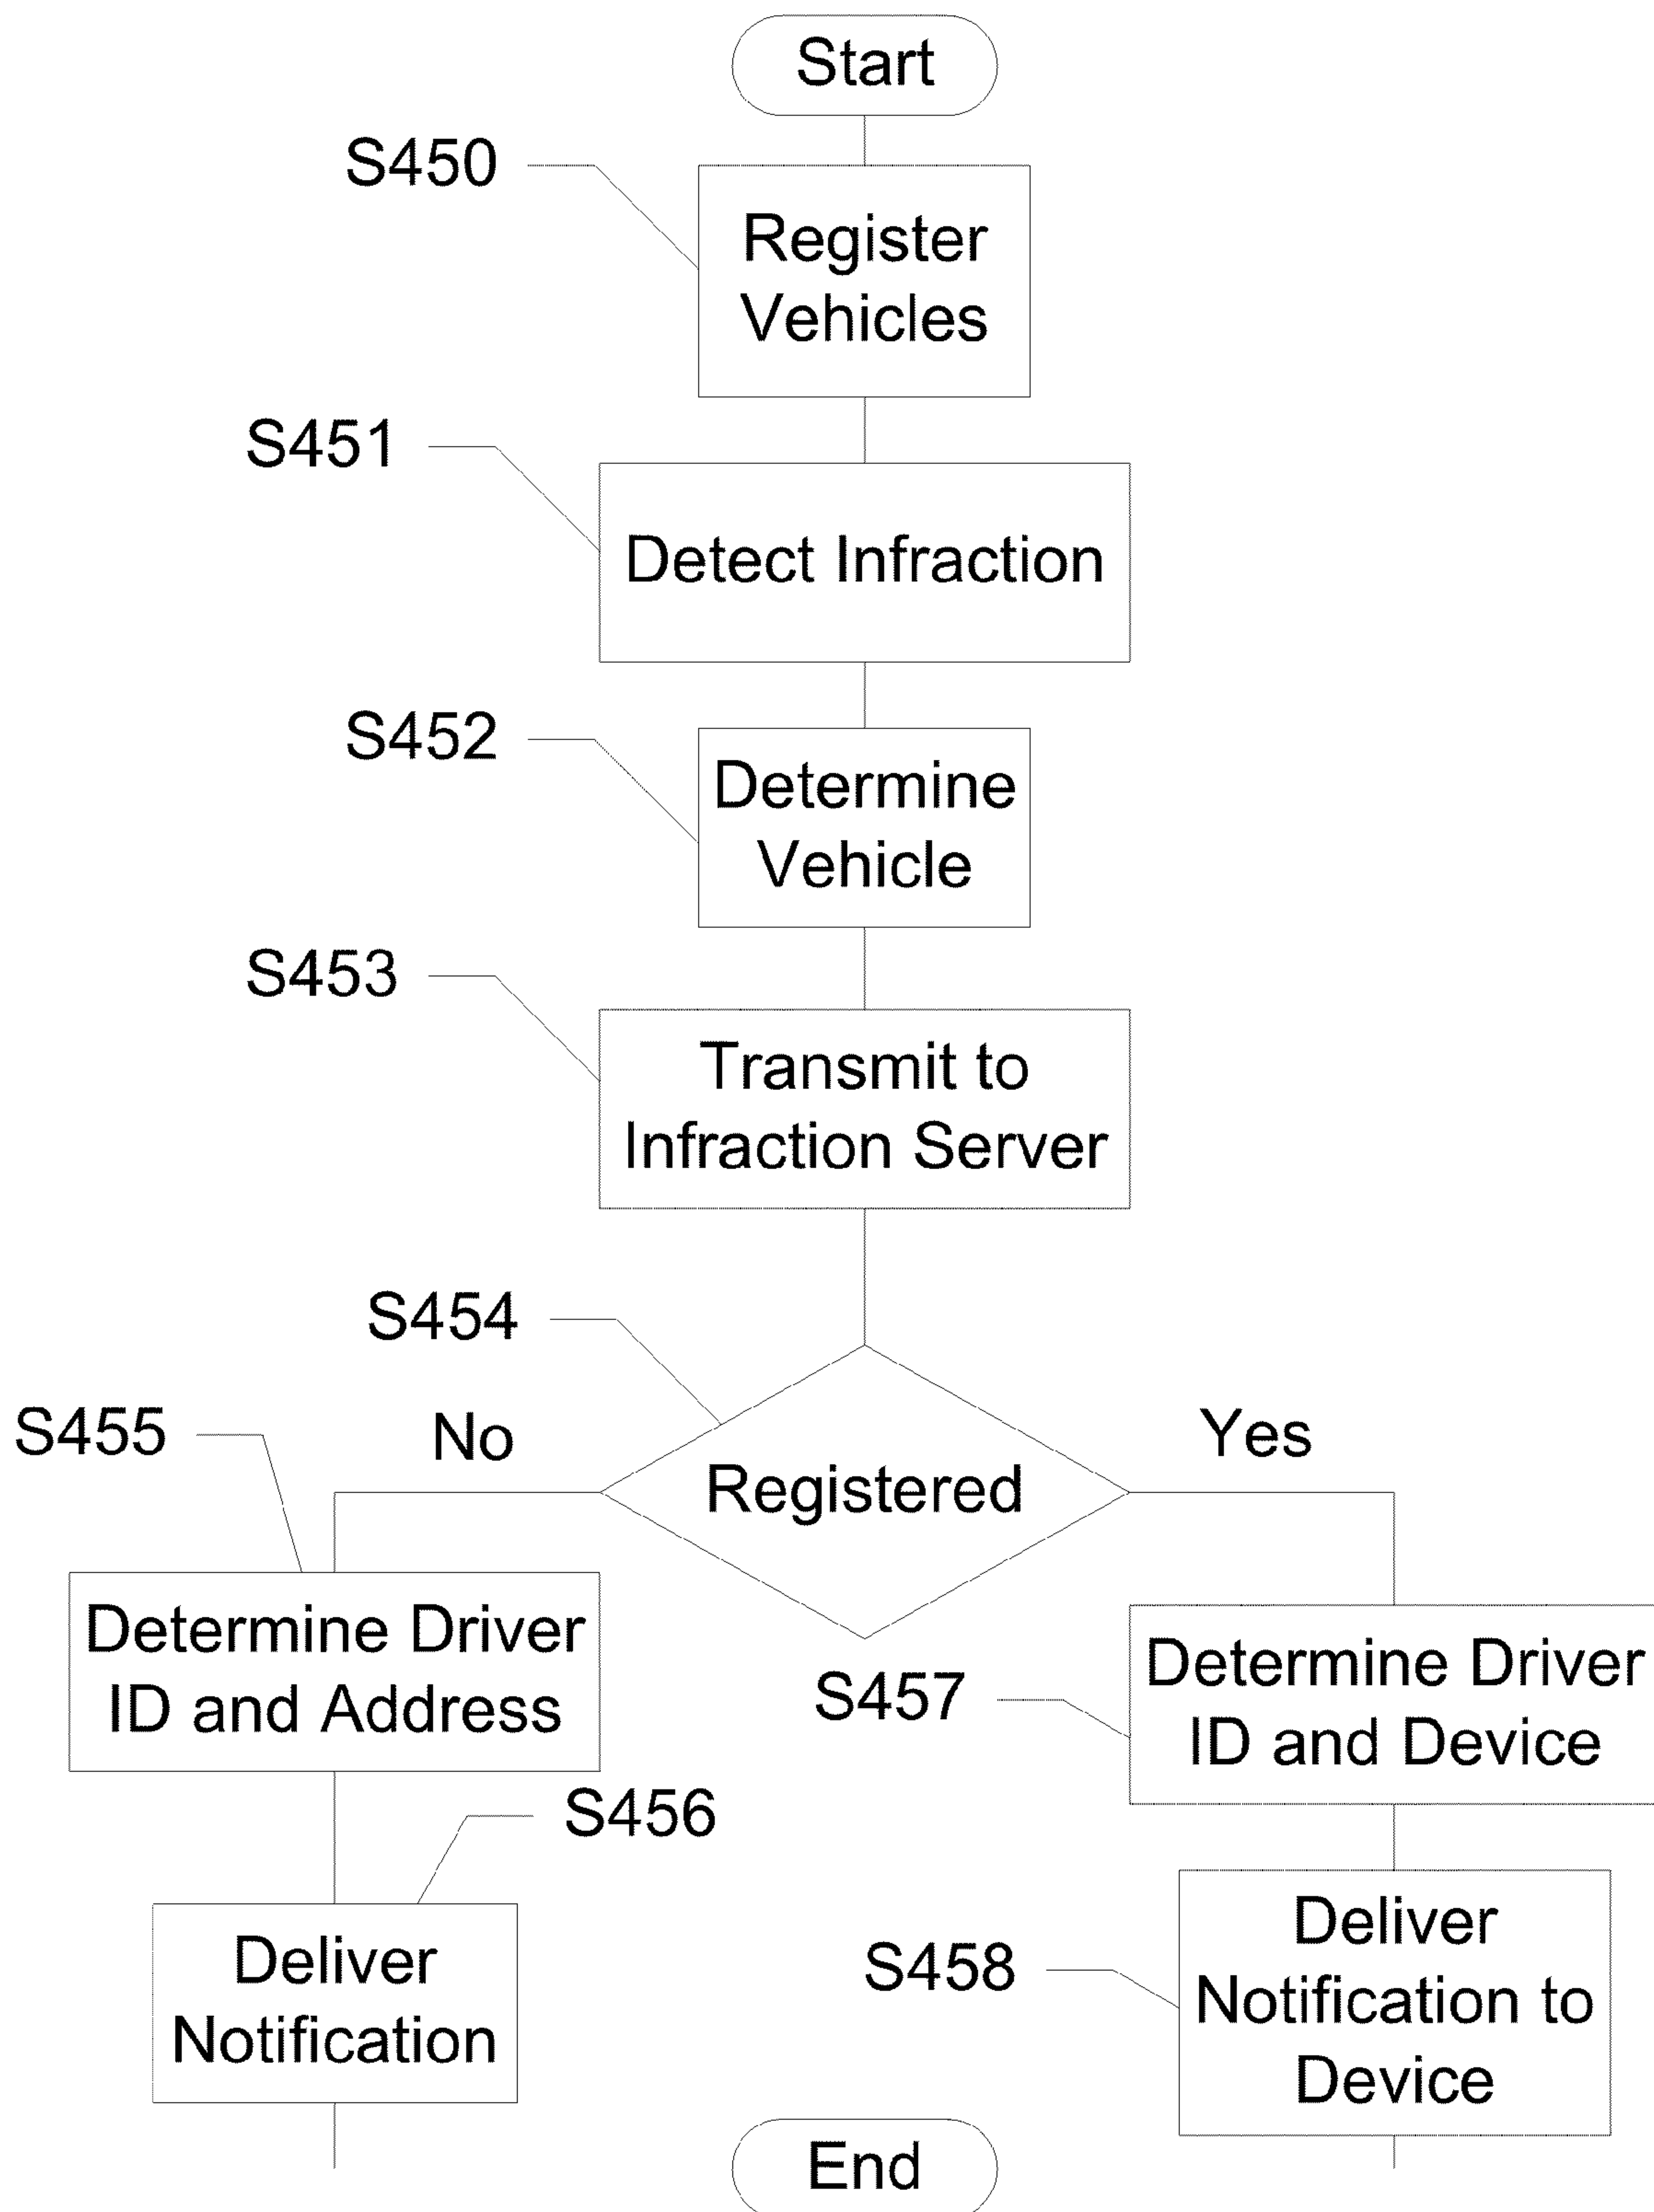 Start
S450
Register
Vehicles
S451
Detect Infraction
S452
Determine
Vehicle
S453
Transmit to
Infraction Server
S454
Registered
No
Yes
S455
Determine Driver
ID and Address
S456
Deliver
Notification
S457
Determine Driver
ID and Device
S458
Deliver
Notification to
Device
End